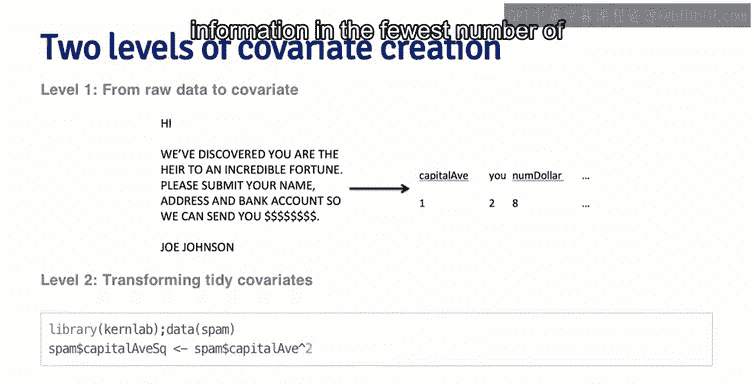 information in the fewest number of
Two levels of covariate creation
Level 1: From raw data to covariate
HI
WE'VE DISCOVERED YOU ARE THE
HEIR TO AN INCREDIBLE FORTUNE.
PLEASE SUBMIT YOUR NAME,
ADDRESS AND BANK ACCOUNT SO
WE CAN SEND YOU $$$$$$$$.
JOE JOHNSON
capitalAve you numDollar ...
1 2 8 ...
Level 2: Transforming tidy covariates
library(kernlab);data(spam)
spam$capitalAveSq <- spam$capitalAve^2